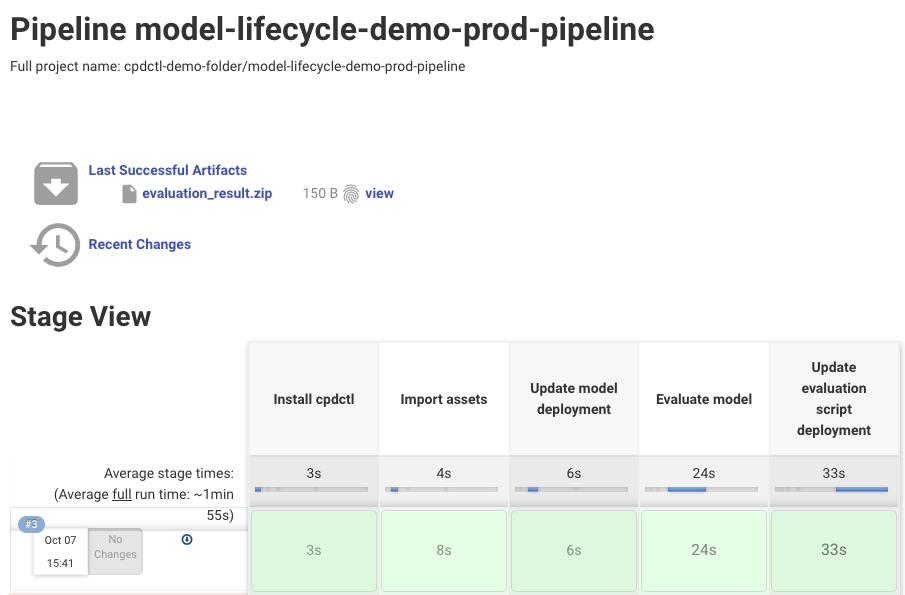 Pipeline model-lifecycle-demo-prod-pipeline
Full project name: cpdctl-demo-folder/model-lifecycle-demo-prod-pipeline
Last Successful Artifacts
evaluation_result.zip 150 B view
Recent Changes
Stage View
Install cpdctl
Import assets
Update model
deployment
Evaluate model
Update
evaluation
script
deployment
Average stage times:
(Average full run time: ~1min
55s)
3s
4s
6s
24s
33s
#3
Oct 07
15:41
No
Changes
3s
8s
6s
24s
33s